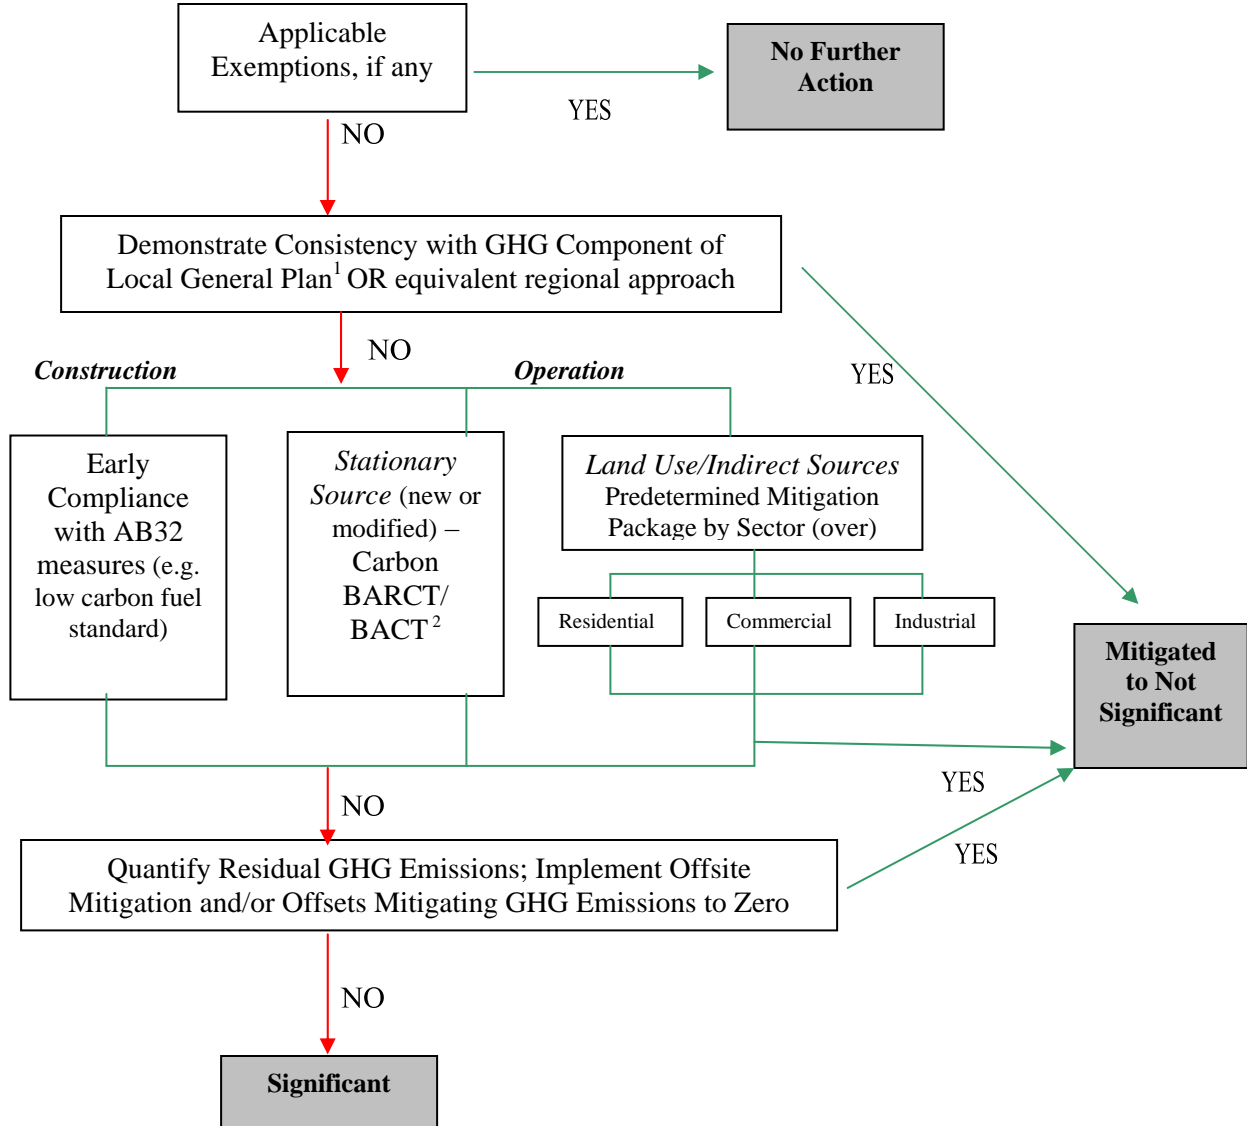 Applicable
Exemptions, if any
No Further
Action
YES
NO
Demonstrate Consistency with GHG Component of
Local General Plan¹ OR equivalent regional approach
YES
NO
Construction
Operation
Early
Compliance
with AB32
measures (e.g.
low carbon fuel
standard)
Stationary
Source (new or
modified) –
Carbon
BARCT/
BACT ²
Land Use/Indirect Sources
Predetermined Mitigation
Package by Sector (over)
Residential
Commercial
Industrial
Mitigated
to Not
Significant
YES
NO
YES
Quantify Residual GHG Emissions; Implement Offsite
Mitigation and/or Offsets Mitigating GHG Emissions to Zero
NO
Significant